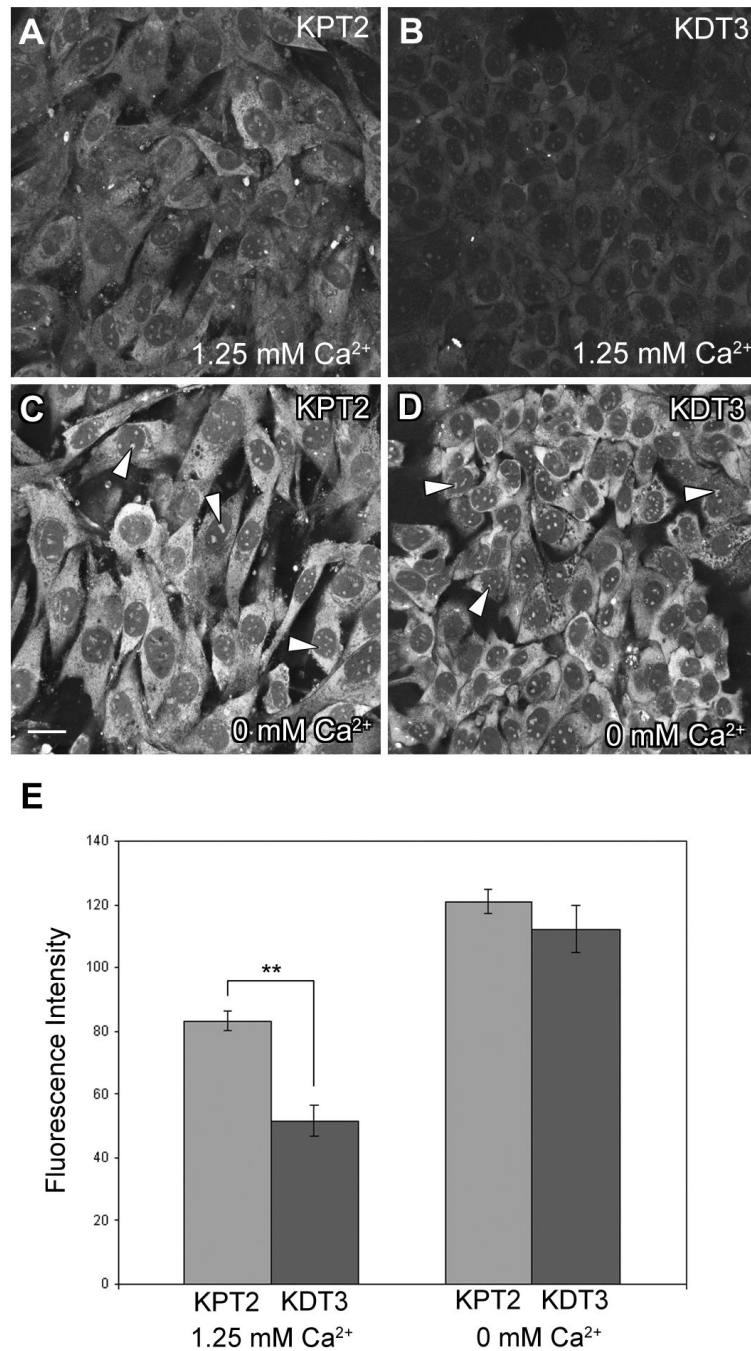 A
KPT2
1.25 mM Ca²⁺
B
KDT3
1.25 mM Ca²⁺
C
KPT2
0 mM Ca²⁺
D
KDT3
0 mM Ca²⁺
E
140
120
100
80
60
40
20
0
Fluorescence Intensity
**
KPT2 KDT3 KPT2 KDT3
1.25 mM Ca²⁺ 0 mM Ca²⁺